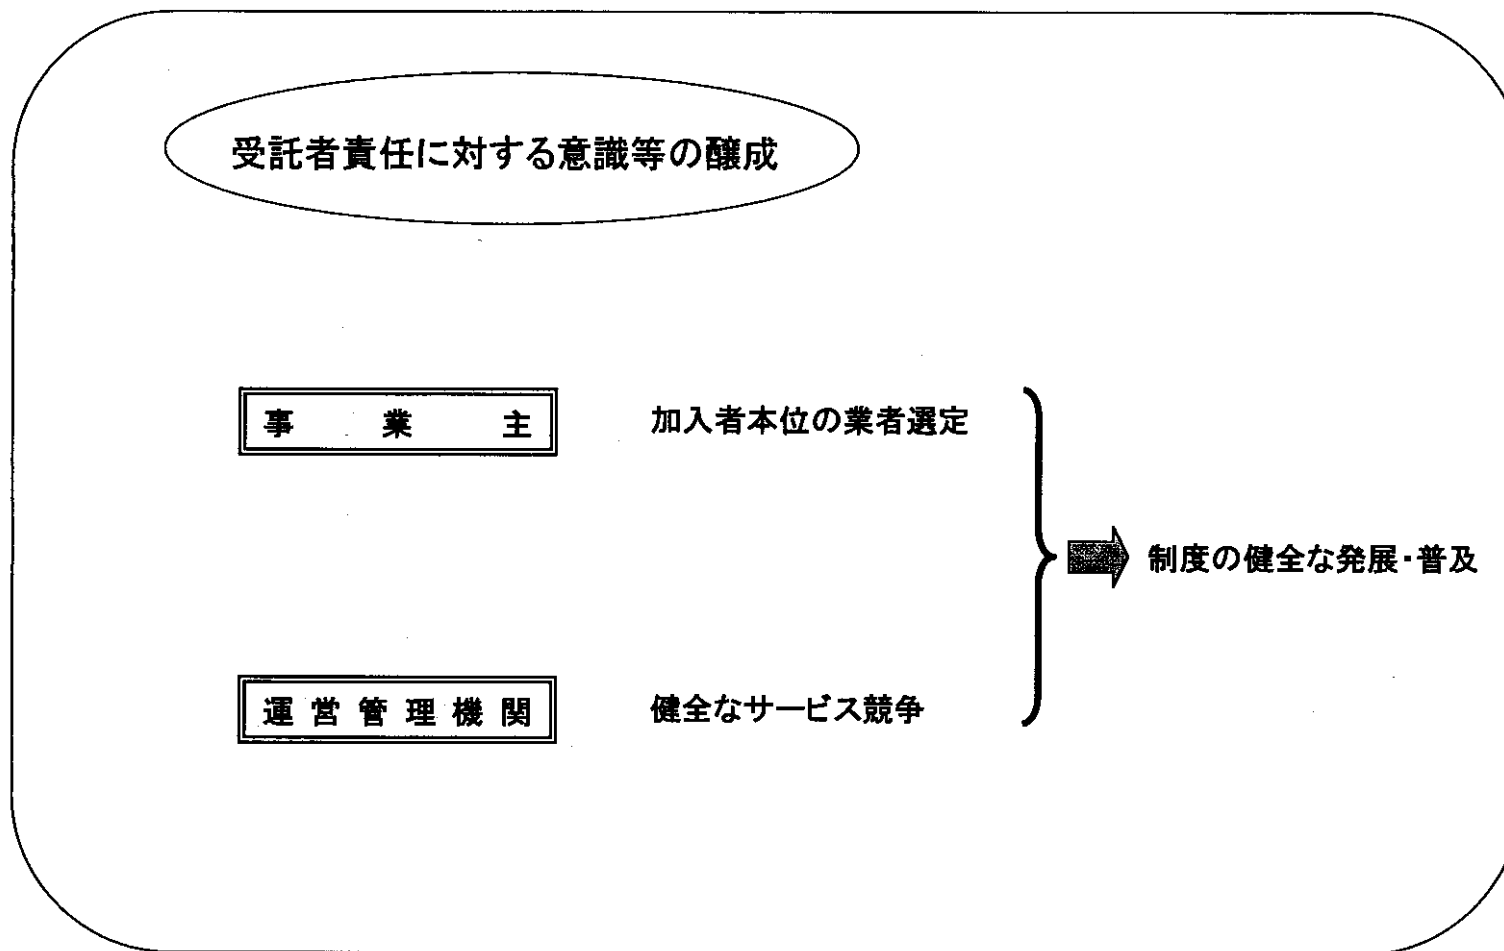 受託者責任に対する意識等の醸成
事業主 加入者本位の業者選定
制度の健全な発展・普及
運営管理機関 健全なサービス競争